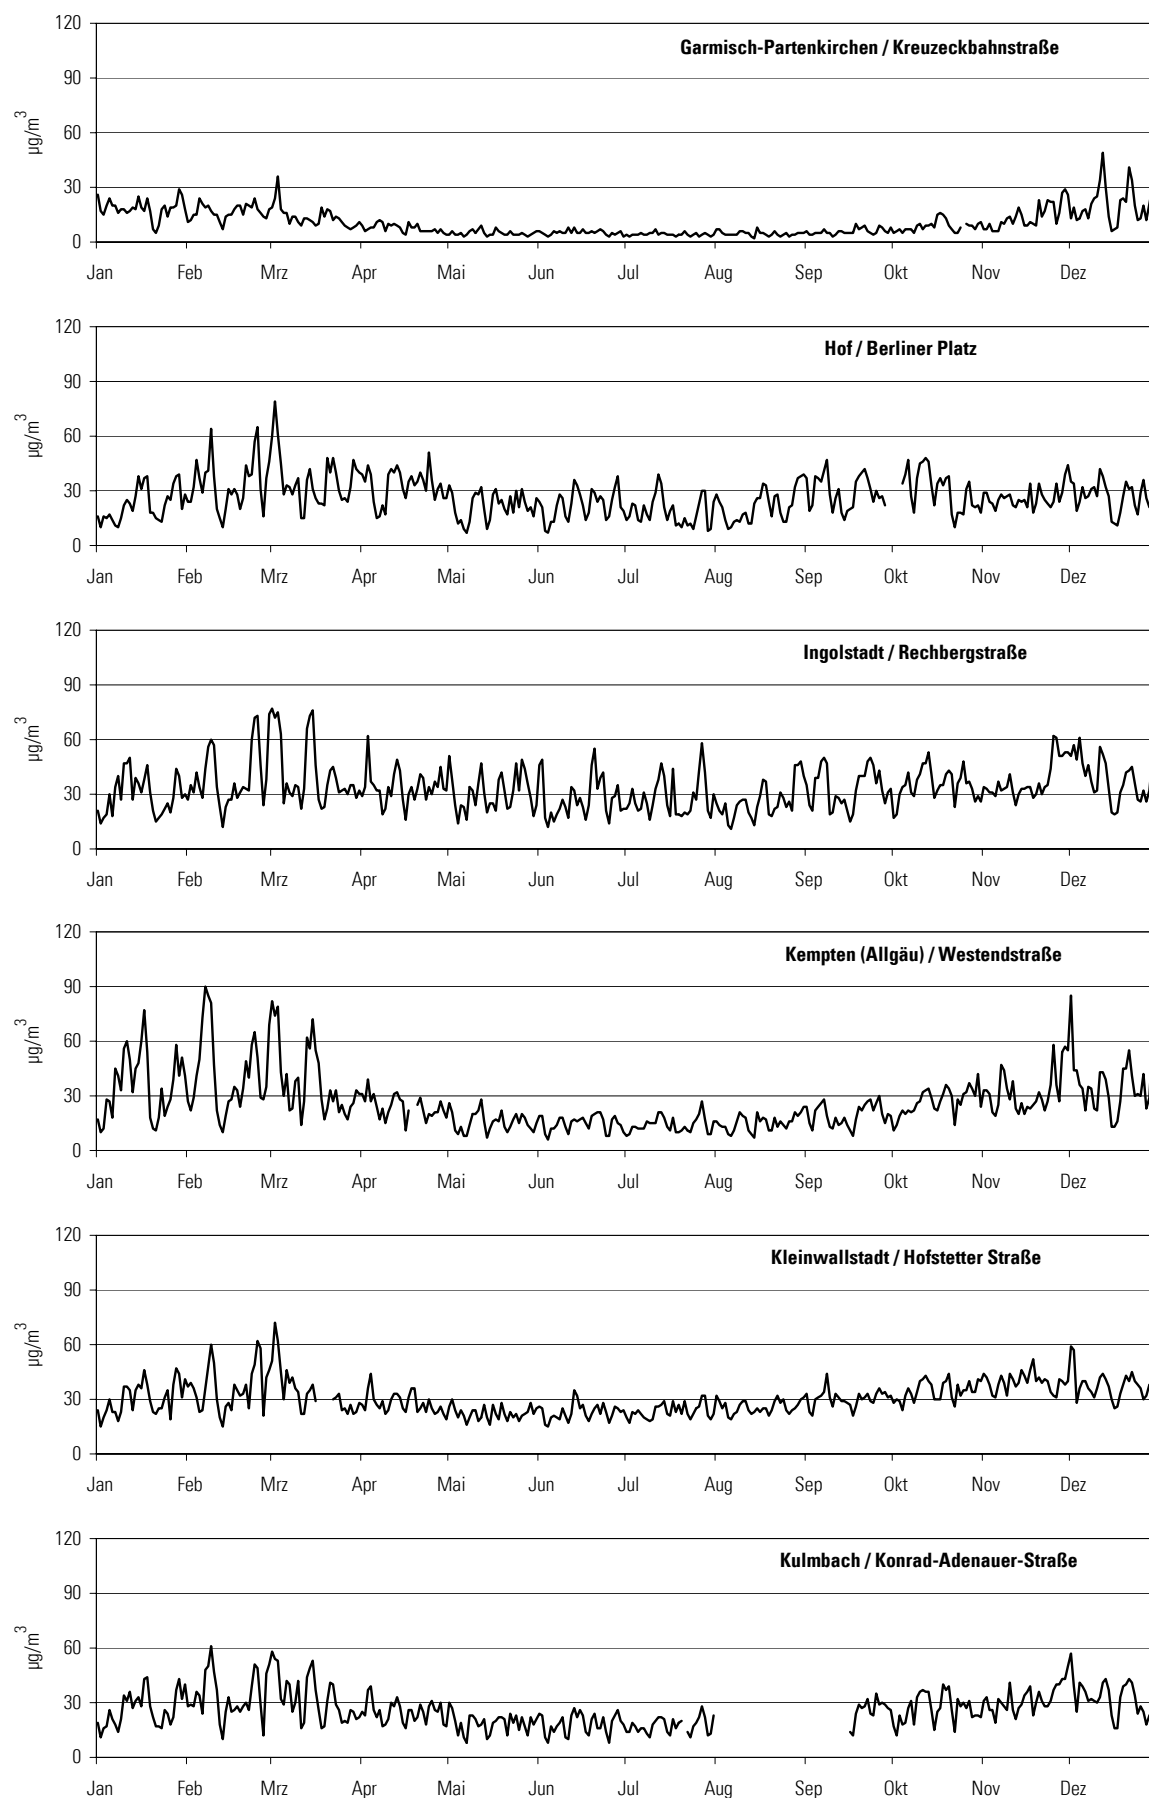 120
Garmisch-Partenkirchen / Kreuzeckbahnstraße
90
60
30
0
µg/m³
Jan Feb Mrz Apr Mai Jun Jul Aug Sep Okt Nov Dez
120
Hof / Berliner Platz
90
60
30
0
µg/m³
Jan Feb Mrz Apr Mai Jun Jul Aug Sep Okt Nov Dez
120
Ingolstadt / Rechbergstraße
90
60
30
0
µg/m³
Jan Feb Mrz Apr Mai Jun Jul Aug Sep Okt Nov Dez
120
Kempten (Allgäu) / Westendstraße
90
60
30
0
µg/m³
Jan Feb Mrz Apr Mai Jun Jul Aug Sep Okt Nov Dez
120
Kleinwallstadt / Hofstetter Straße
90
60
30
0
µg/m³
Jan Feb Mrz Apr Mai Jun Jul Aug Sep Okt Nov Dez
120
Kulmbach / Konrad-Adenauer-Straße
90
60
30
0
µg/m³
Jan Feb Mrz Apr Mai Jun Jul Aug Sep Okt Nov Dez